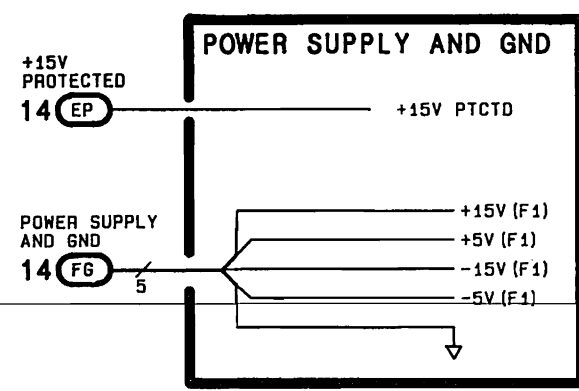 POWER SUPPLY AND GND
+15V
PROTECTED
14 EP
+15V PTCTD
POWER SUPPLY
AND GND
14 FG
5
+15V (F1)
+5V (F1)
-15V (F1)
-5V (F1)